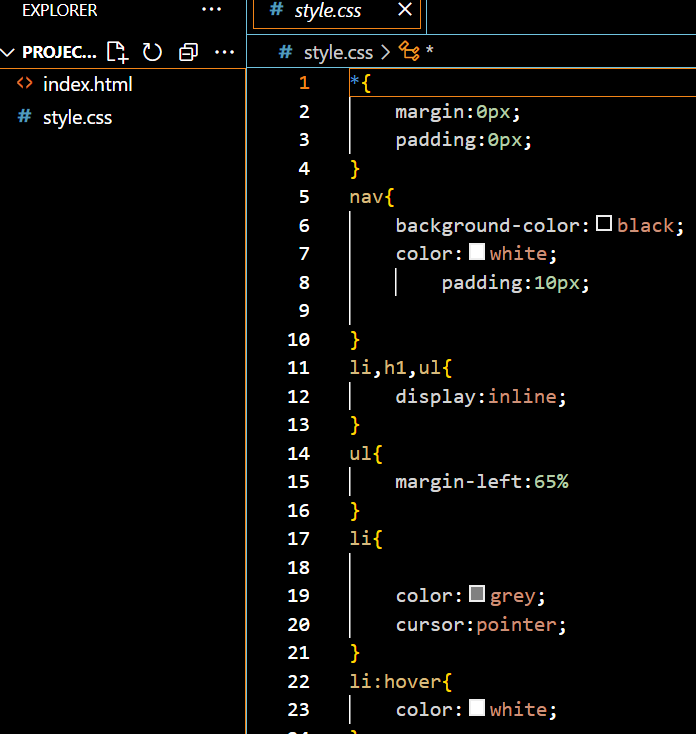 EXPLORER ...
# style.css ×
PROJEC... ...
<> index.html
# style.css
# style.css > *
1 *{
2 margin:0px;
3 padding:0px;
4 }
5 nav{
6 background-color: black;
7 color: white;
8 padding:10px;
9
10 }
11 li,h1,ul{
12 display:inline;
13 }
14 ul{
15 margin-left:65%
16 }
17 li{
18
19 color: grey;
20 cursor:pointer;
21 }
22 li:hover{
23 color: white;